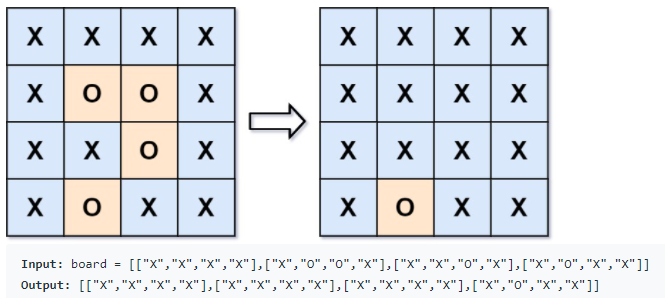 X X X X X X X X
X O O X X X X X
X X O X X X X X
X O X X X O X X
Input: board = [["X","X","X","X"],["X","O","O","X"],["X","X","O","X"],["X","O","X","X"]]
Output: [["X","X","X","X"],["X","X","X","X"],["X","X","X","X"],["X","O","X","X"]]